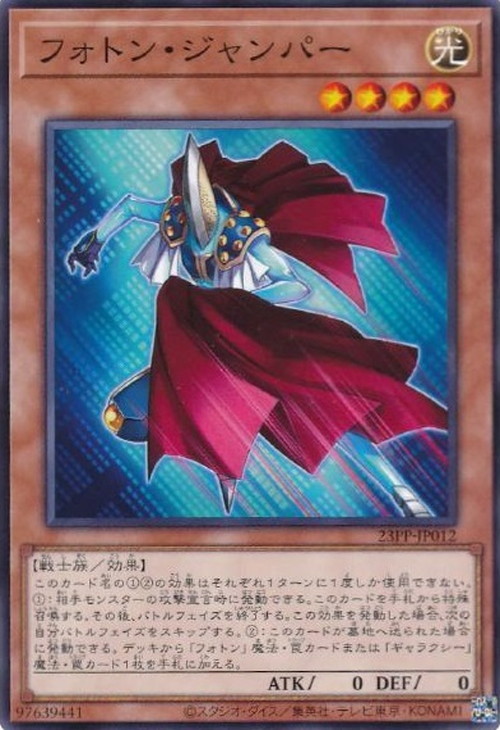 フォトン・ジャンパー
光
23PP-JP012
【戦士族/効果】
このカード名の①②の効果はそれぞれ1ターンに1度しか使用できない。
①:相手モンスターの攻撃宣言時に発動できる。このカードを手札から特殊
召喚する。その後、バトルフェイズを終了する。この効果を発動した場合、次の
自分バトルフェイズをスキップする。②:このカードが墓地へ送られた場合
に発動できる。デッキから「フォトン」魔法・罠カードまたは「ギャラクシー」
魔法・罠カード1枚を手札に加える。
ATK/ 0 DEF/ 0
97639441 ©スタジオ・ダイス/集英社・テレビ東京・KONAMI